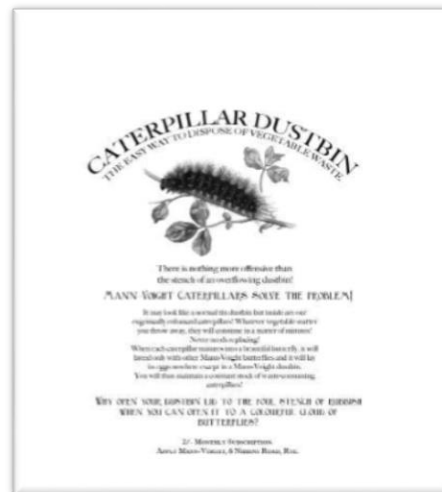 CATERPILLAR DUSTBIN
THE EASY WAY TO DISPOSE OF VEGETABLE WASTE
There is nothing more offensive than
the stench of an overflowing dustbin!
MANN-VOIGHT CATERPILLARS SOLVE THE PROBLEM!
It may look like a normal tin dustbin but inside are our
eugenically enhanced caterpillars! Whatever vegetable matter
you throw away, they will consume in a matter of minutes!
Never needs replacing!
When each caterpillar matures into a beautiful butterfly, it will
breed only with other Mann-Voight butterflies and it will lay
its eggs nowhere except in a Mann-Voight dustbin.
You will thus maintain a constant stock of waste-consuming
caterpillars!
WHY OPEN YOUR DUSTBIN LID TO THE FOUL STENCH OF RUBBISH
WHEN YOU CAN OPEN IT TO A COLOURFUL CLOUD OF
BUTTERFLIES?
2/- MONTHLY SUBSCRIPTION
APPLY MANN-VOIGHT, 8